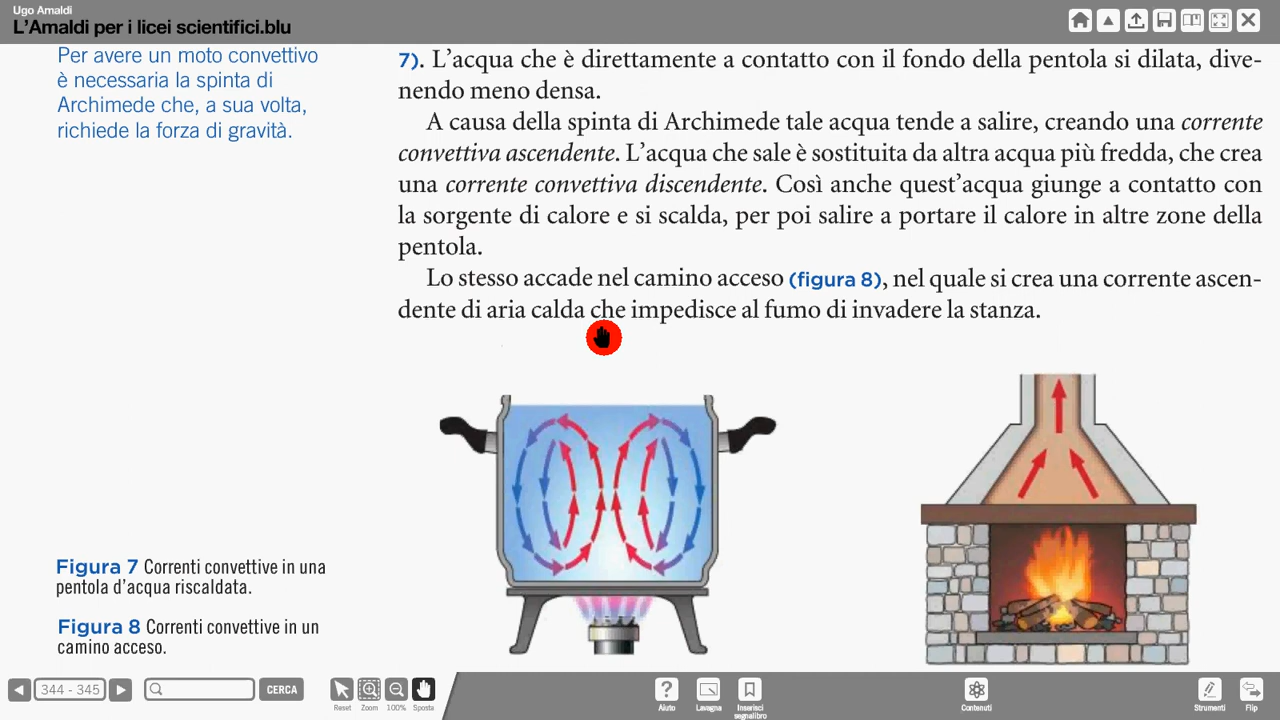 Ugo Amaldi
L'Amaldi per i licei scientifici.blu
Per avere un moto convettivo
è necessaria la spinta di
Archimede che, a sua volta,
richiede la forza di gravità.
7). L'acqua che è direttamente a contatto con il fondo della pentola si dilata, dive-
nendo meno densa.
A causa della spinta di Archimede tale acqua tende a salire, creando una corrente
convettiva ascendente. L'acqua che sale è sostituita da altra acqua più fredda, che crea
una corrente convettiva discendente. Così anche quest'acqua giunge a contatto con
la sorgente di calore e si scalda, per poi salire a portare il calore in altre zone della
pentola.
Lo stesso accade nel camino acceso (figura 8), nel quale si crea una corrente ascen-
dente di aria calda che impedisce al fumo di invadere la stanza.
Figura 7 Correnti convettive in una
pentola d'acqua riscaldata.
Figura 8 Correnti convettive in un
camino acceso.
344 - 345
CERCA
Reset
Zoom
100%
Sposta
Aiuto
Lavagna
Inserisci
segnalibro
Contenuti
Strumenti
Flip